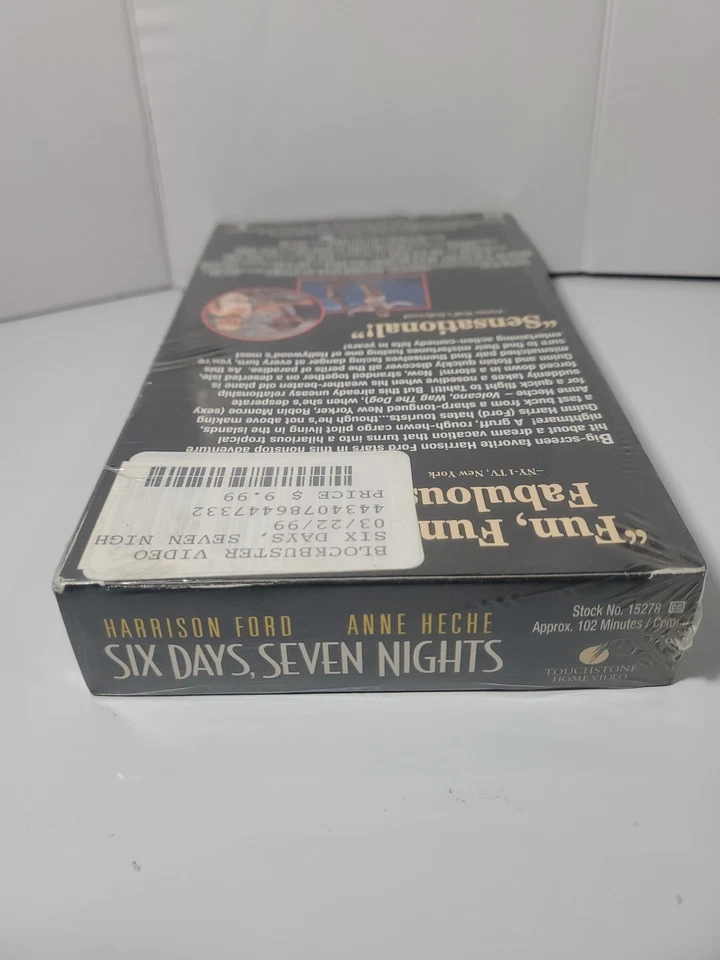 HARRISON FORD ANNE HECHE
SIX DAYS, SEVEN NIGHTS
Stock No. 15278 CC
Approx. 102 Minutes / Color
TOUCHSTONE
HOME VIDEO
BLOCKBUSTER VIDEO
SIX DAYS, SEVEN NIGH
03/22/99
44340786447332
PRICE $ 9.99
"Fun, Fun,
Fabulous
–NY-1 TV, New York
Big-screen favorite Harrison Ford stars in this nonstop adventure
hit about a dream vacation that turns into a hilarious tropical
nightmare! A gruff, rough-hewn cargo pilot living in the islands,
Quinn Harris (Ford) hates tourists...though he's not above making
a fast buck from a sharp-tongued New Yorker, Robin Monroe (sexy
Anne Heche – Volcano, Wag The Dog), when she's desperate
for a quick flight to Tahiti! But this already uneasy relationship
suddenly takes a nosedive when his weather-beaten old plane is
forced down in a storm! Now, stranded together on a deserted isle,
Quinn and Robin quickly discover all the perils of paradise. As this
mismatched pair find themselves facing danger at every turn, you're
sure to find their misfortunes fueling one of Hollywood's most
entertaining action-comedy hits in years!
"Sensational!"